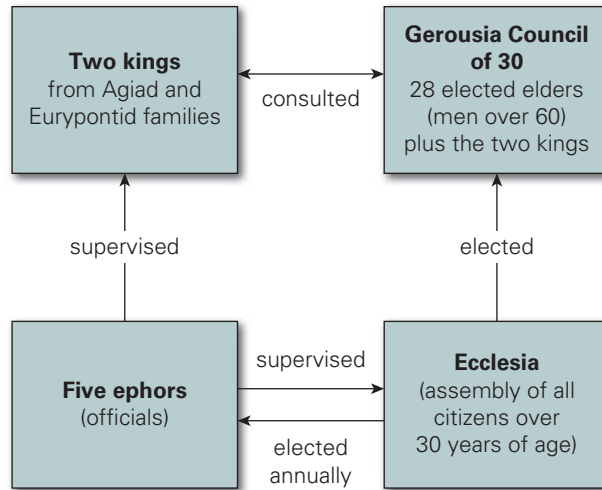 Two kings
from Agiad and
Eurypontid families
consulted
Gerousia Council
of 30
28 elected elders
(men over 60)
plus the two kings
supervised
elected
Five ephors
(officials)
supervised
elected
annually
Ecclesia
(assembly of all
citizens over
30 years of age)